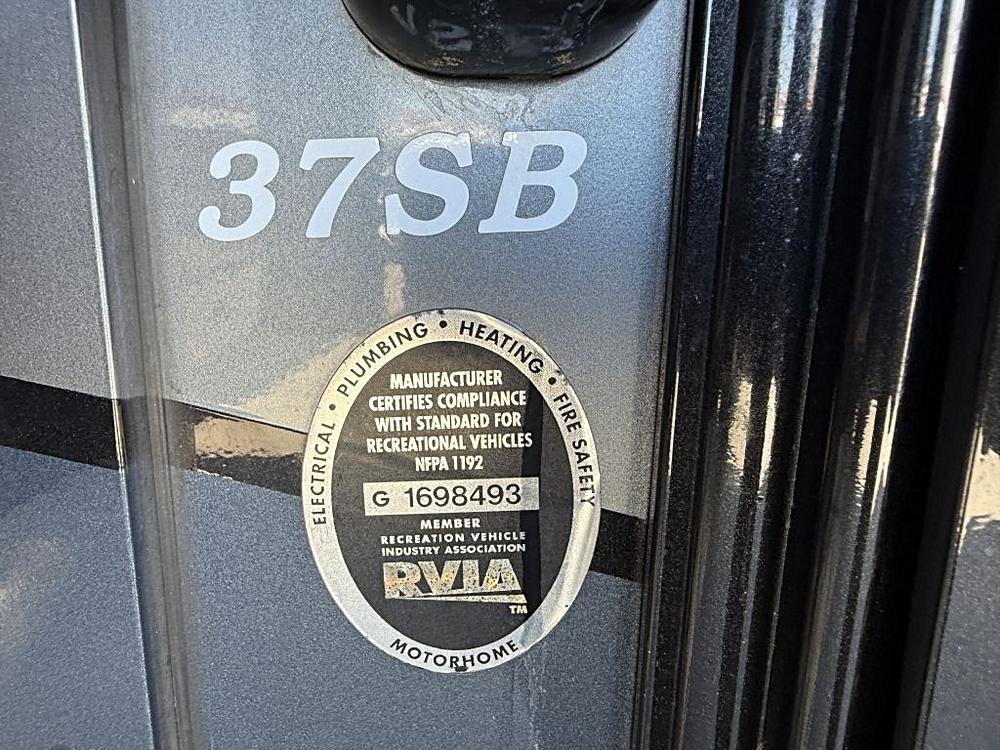 37SB
ELECTRICAL • PLUMBING • HEATING • FIRE SAFETY
MANUFACTURER
CERTIFIES COMPLIANCE
WITH STANDARD FOR
RECREATIONAL VEHICLES
NFPA 1192
G 1698493
MEMBER
RECREATION VEHICLE
INDUSTRY ASSOCIATION
RVIA
TM
MOTORHOME